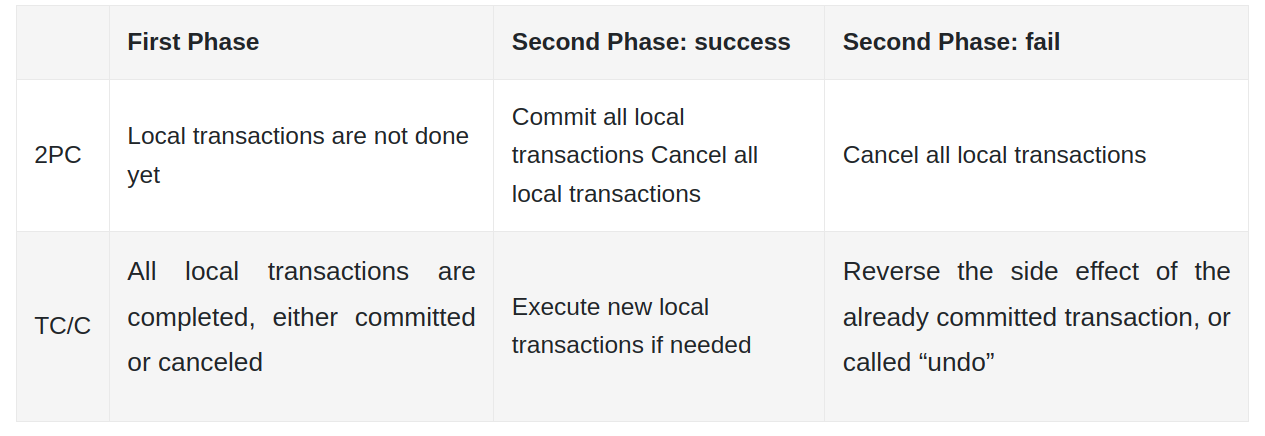 First Phase
Second Phase: success
Second Phase: fail
2PC
Local transactions are not done
yet
Commit all local
transactions Cancel all
local transactions
Cancel all local transactions
TC/C
All local transactions are
completed, either committed
or canceled
Execute new local
transactions if needed
Reverse the side effect of the
already committed transaction, or
called “undo”